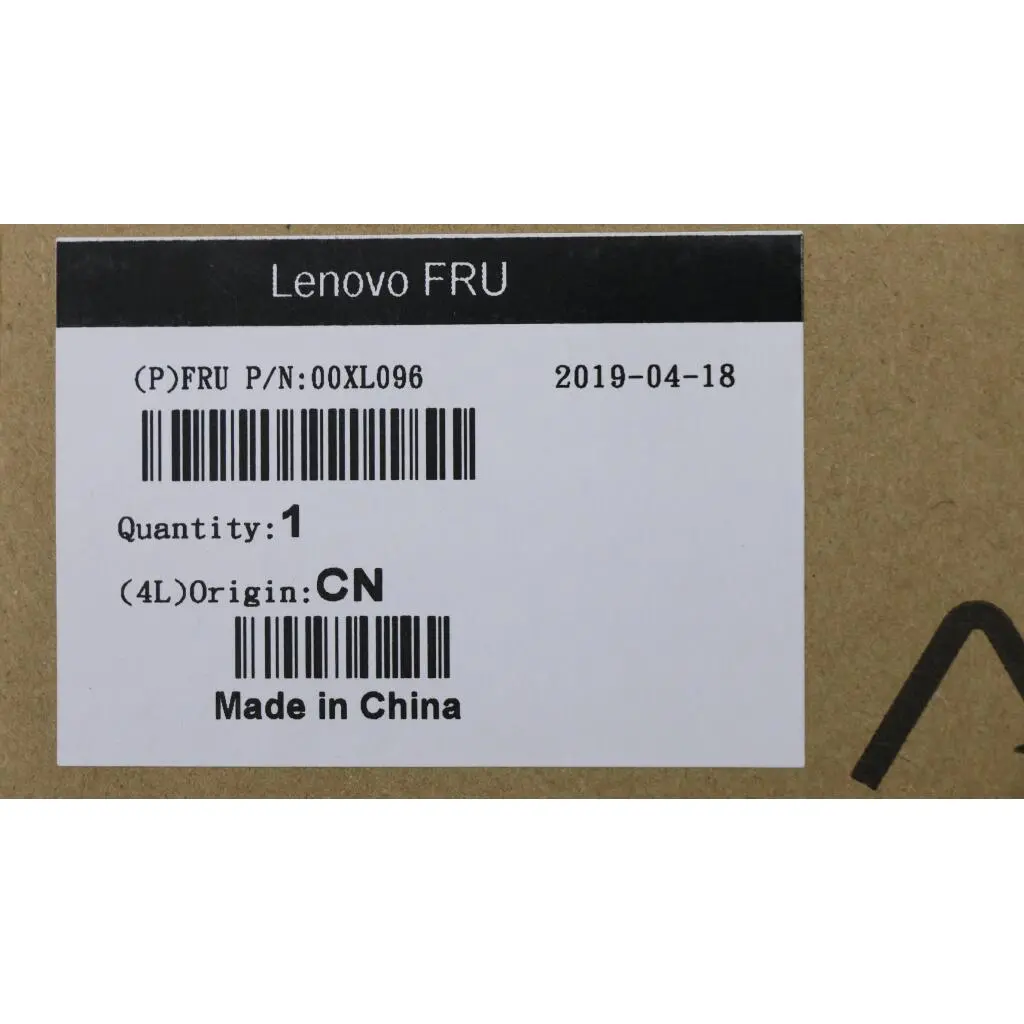 Lenovo FRU
(P)FRU P/N:00XL096 2019-04-18
Quantity:1
(4L)Origin:CN
Made in China